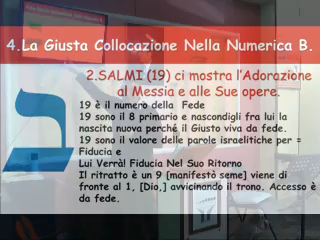 4.La Giusta Collocazione Nella Numerica B.
2.SALMI (19) ci mostra l'Adorazione
al Messia e alle Sue opere.
19 è il numero della Fede
19 sono il 8 primario e nascondigli fra lui la
nascita nuova perché il Giusto viva da fede.
19 sono il valore delle parole israelitiche per =
Fiducia e
Lui Verrà! Fiducia Nel Suo Ritorno
Il ritratto è un 9 [manifestò seme] viene di
fronte al 1, [Dio,] avvicinando il trono. Accesso è
da fede.
ב